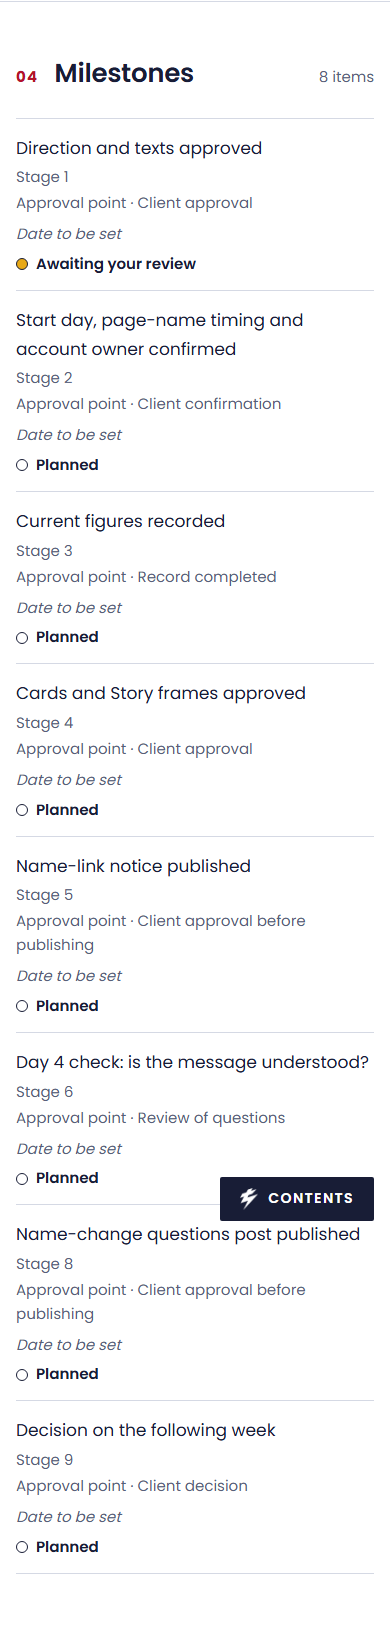 04 Milestones 8 items
Direction and texts approved
Stage 1
Approval point · Client approval
Date to be set
Awaiting your review
Start day, page-name timing and
account owner confirmed
Stage 2
Approval point · Client confirmation
Date to be set
Planned
Current figures recorded
Stage 3
Approval point · Record completed
Date to be set
Planned
Cards and Story frames approved
Stage 4
Approval point · Client approval
Date to be set
Planned
Name-link notice published
Stage 5
Approval point · Client approval before
publishing
Date to be set
Planned
Day 4 check: is the message understood?
Stage 6
Approval point · Review of questions
Date to be set
Planned
CONTENTS
Name-change questions post published
Stage 8
Approval point · Client approval before
publishing
Date to be set
Planned
Decision on the following week
Stage 9
Approval point · Client decision
Date to be set
Planned